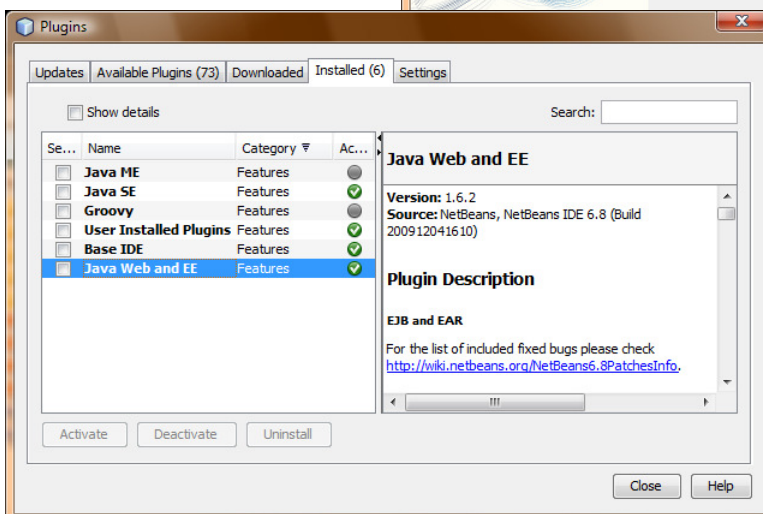 Plugins
Updates Available Plugins (73) Downloaded Installed (6) Settings
Show details Search:
Se... Name Category Ac...
Java ME Features
Java SE Features
Groovy Features
User Installed Plugins Features
Base IDE Features
Java Web and EE Features
Java Web and EE
Version: 1.6.2
Source: NetBeans, NetBeans IDE 6.8 (Build
200912041610)
Plugin Description
EJB and EAR
For the list of included fixed bugs please check
http://wiki.netbeans.org/NetBeans6.8PatchesInfo.
Activate Deactivate Uninstall
Close Help